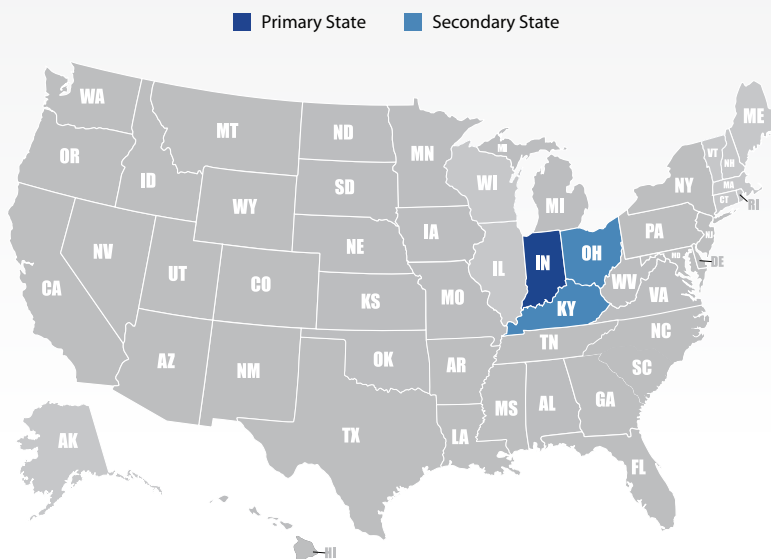 Primary State
Secondary State
WA
MT
ND
MN
MI
ME
VT
NH
OR
ID
SD
WI
NY
MA
CT
RI
WY
MI
IA
PA
NJ
NE
NV
UT
CO
IL
IN
OH
MD
DE
CA
KS
MO
WV
VA
KY
NC
TN
AZ
NM
OK
AR
SC
MS
AL
GA
TX
LA
AK
FL
HI